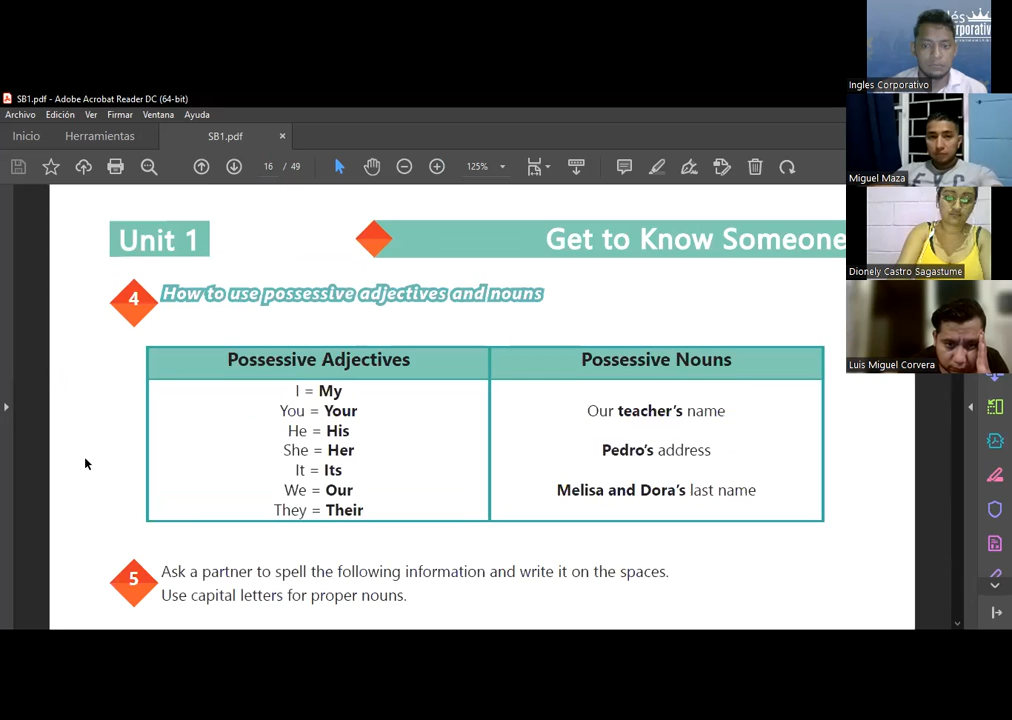 SB1.pdf - Adobe Acrobat Reader DC (64-bit)
Archivo Edición Ver Firmar Ventana Ayuda
Inicio Herramientas SB1.pdf ×
16 / 49 125%
Unit 1
Get to Know Someone
4 How to use possessive adjectives and nouns
Possessive Adjectives
I = My
You = Your
He = His
She = Her
It = Its
We = Our
They = Their
Possessive Nouns
Our teacher's name
Pedro's address
Melisa and Dora's last name
5 Ask a partner to spell the following information and write it on the spaces.
Use capital letters for proper nouns.
Ingles Corporativo
Miguel Maza
Dionely Castro Sagastume
Luis Miguel Corvera